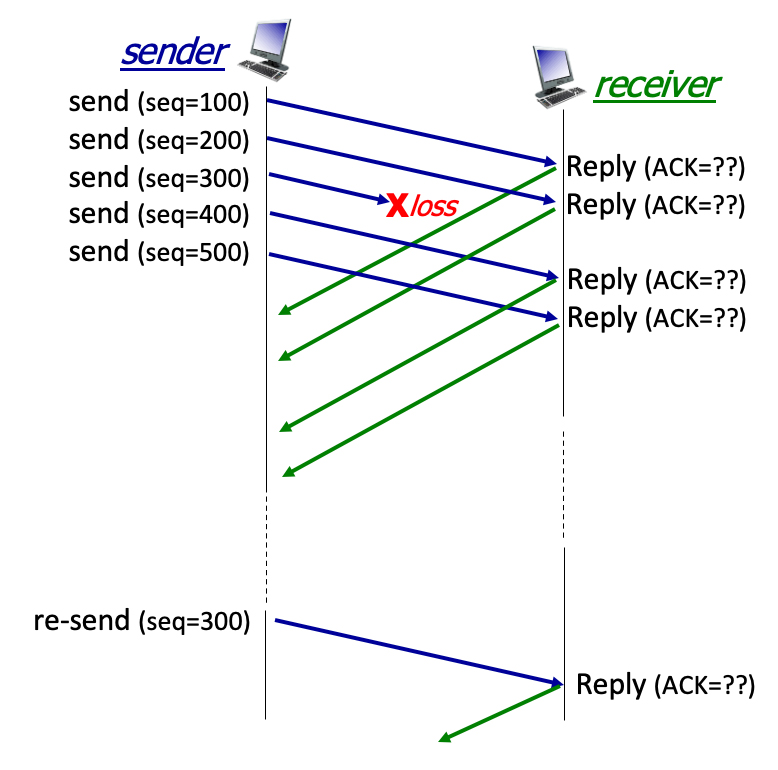 sender
receiver
send (seq=100)
send (seq=200)
send (seq=300)
send (seq=400)
send (seq=500)
X loss
Reply (ACK=??)
Reply (ACK=??)
Reply (ACK=??)
Reply (ACK=??)
re-send (seq=300)
Reply (ACK=??)